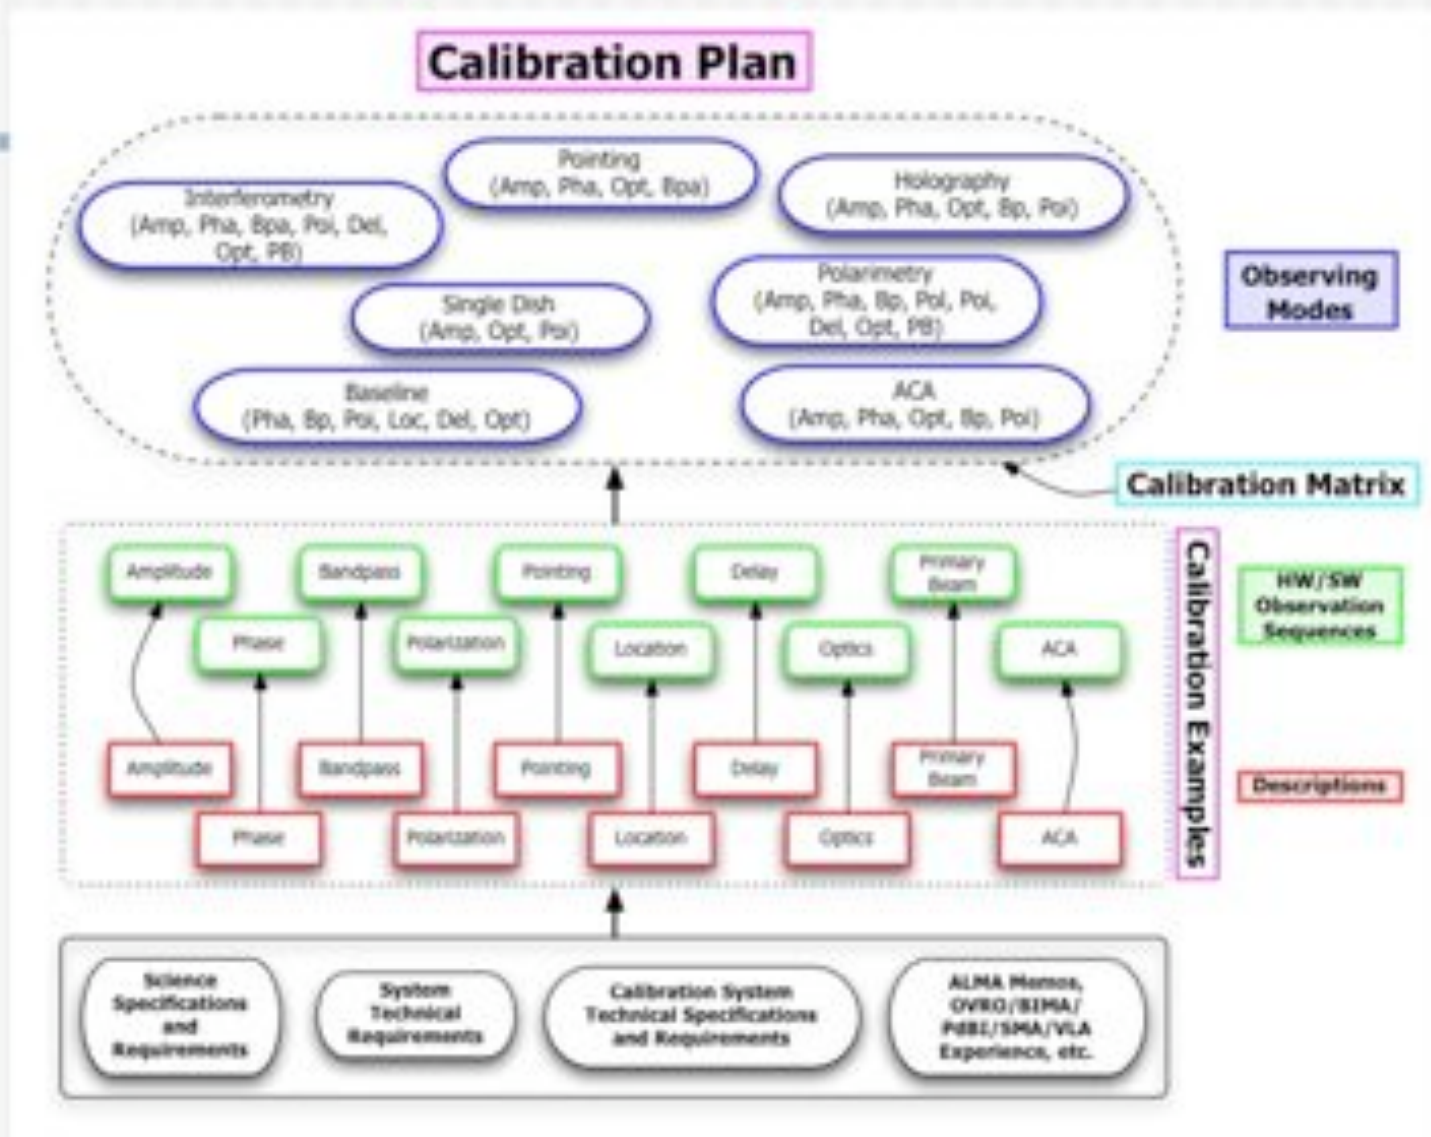 Calibration Plan
Pointing
(Amp, Pha, Opt, Bpa)
Interferometry
(Amp, Pha, Bpa, Poi, Del,
Opt, PB)
Holography
(Amp, Pha, Opt, Bp, Poi)
Single Dish
(Amp, Opt, Poi)
Polarimetry
(Amp, Pha, Bp, Pol, Poi,
Del, Opt, PB)
Baseline
(Pha, Bp, Poi, Loc, Del, Opt)
ACA
(Amp, Pha, Opt, Bp, Poi)
Observing
Modes
Calibration Matrix
Amplitude
Bandpass
Pointing
Delay
Primary
Beam
Phase
Polarization
Location
Optics
ACA
HW/SW
Observation
Sequences
Calibration Examples
Amplitude
Bandpass
Pointing
Delay
Primary
Beam
Phase
Polarization
Location
Optics
ACA
Descriptions
Science
Specifications
and
Requirements
System
Technical
Requirements
Calibration System
Technical Specifications
and Requirements
ALMA Memos,
OVRO/BIMA/
PdBI/SMA/VLA
Experience, etc.